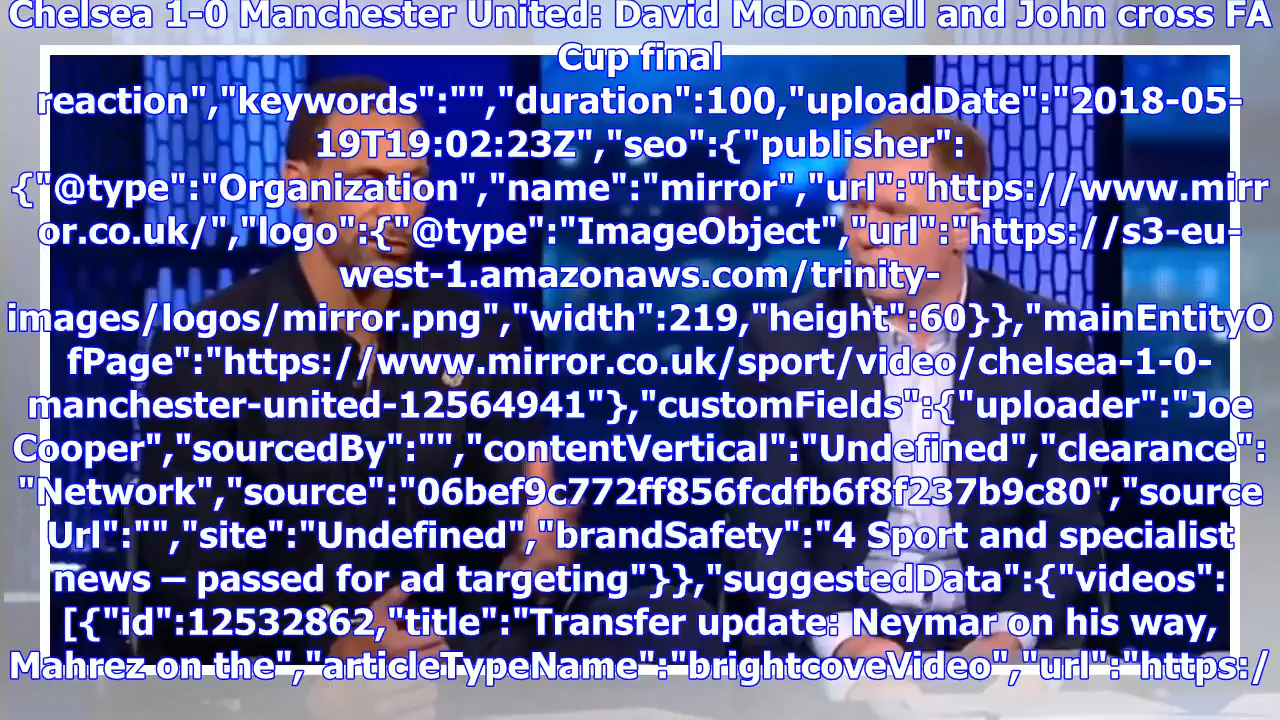 Chelsea 1-0 Manchester United: David McDonnell and John cross FA
Cup final
reaction","keywords":"","duration":100,"uploadDate":"2018-05-
19T19:02:23Z","seo":{"publisher":
{"@type":"Organization","name":"mirror","url":"https://www.mirr
or.co.uk/","logo":{"@type":"ImageObject","url":"https://s3-eu-
west-1.amazonaws.com/trinity-
images/logos/mirror.png","width":219,"height":60}},"mainEntityO
fPage":"https://www.mirror.co.uk/sport/video/chelsea-1-0-
manchester-united-12564941"},"customFields":{"uploader":"Joe
Cooper","sourcedBy":"","contentVertical":"Undefined","clearance":
"Network","source":"06bef9c772ff856fcdfb6f8f237b9c80","source
Url":"","site":"Undefined","brandSafety":"4 Sport and specialist
news – passed for ad targeting"}},"suggestedData":{"videos":
[{"id":12532862,"title":"Transfer update: Neymar on his way,
Mahrez on the","articleTypeName":"brightcoveVideo","url":"https:/